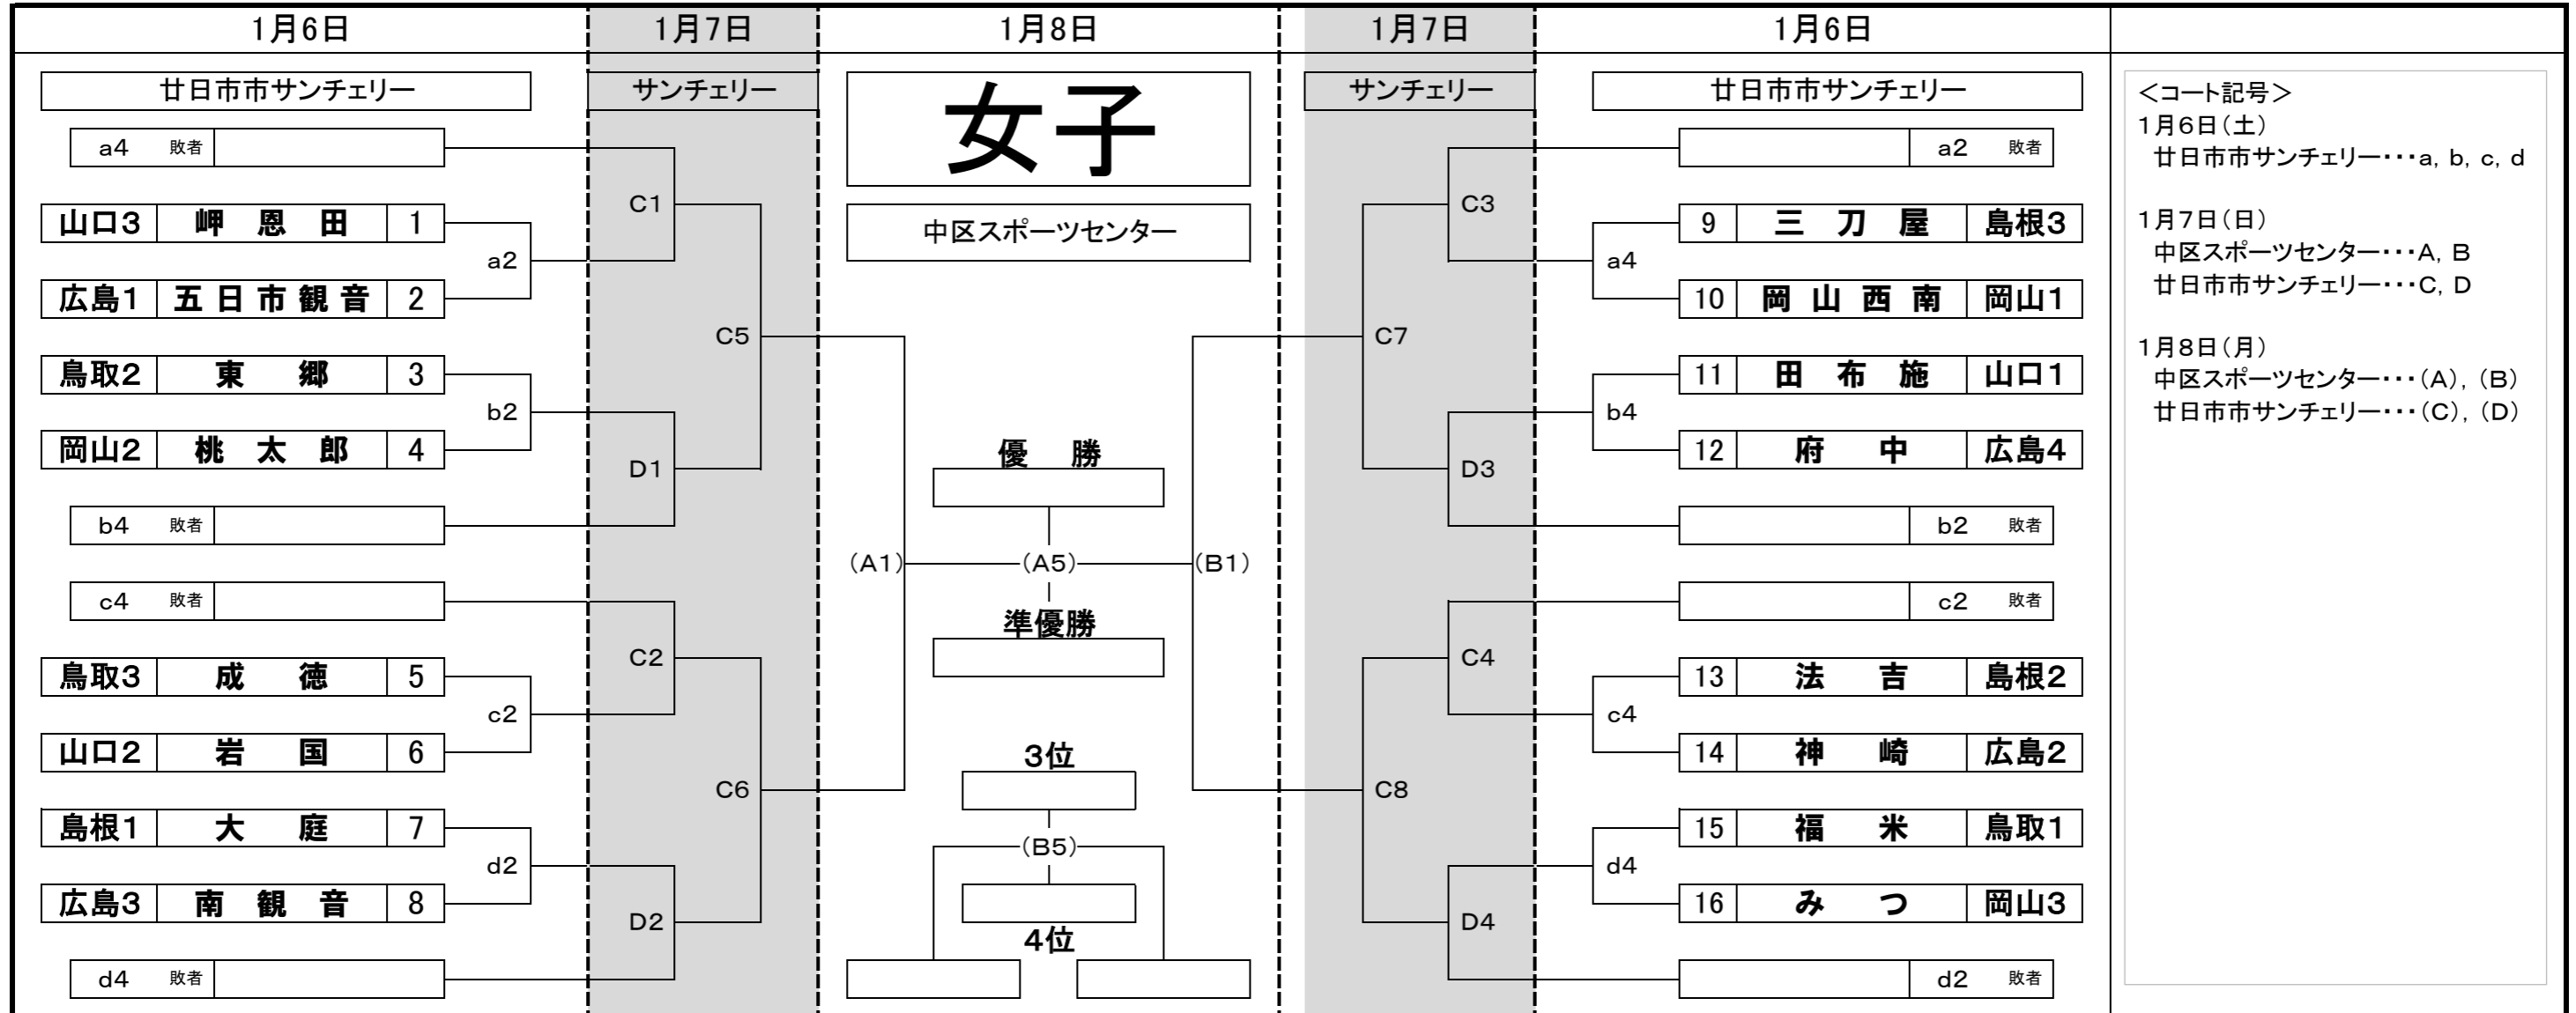 1月6日 1月7日 1月8日 1月7日 1月6日
廿日市市サンチェリー サンチェリー 女子 サンチェリー 廿日市市サンチェリー
中区スポーツセンター
a4 敗者
山口3 岬恩田 1
a2
広島1 五日市観音 2
鳥取2 東郷 3
b2
岡山2 桃太郎 4
b4 敗者
c4 敗者
鳥取3 成徳 5
c2
山口2 岩国 6
島根1 大庭 7
d2
広島3 南観音 8
d4 敗者
C1
C5
D1
C2
C6
D2
(A1)
優勝
(A5)
準優勝
3位
(B5)
4位
(B1)
C3
C7
D3
C4
C8
D4
a2 敗者
9 三刀屋 島根3
a4
10 岡山西南 岡山1
11 田布施 山口1
b4
12 府中 広島4
b2 敗者
c2 敗者
13 法吉 島根2
c4
14 神崎 広島2
15 福米 鳥取1
d4
16 みつ 岡山3
d2 敗者
＜コート記号＞
1月6日(土)
廿日市市サンチェリー･･･a, b, c, d
1月7日(日)
中区スポーツセンター･･･A, B
廿日市市サンチェリー･･･C, D
1月8日(月)
中区スポーツセンター･･･(A), (B)
廿日市市サンチェリー･･･(C), (D)